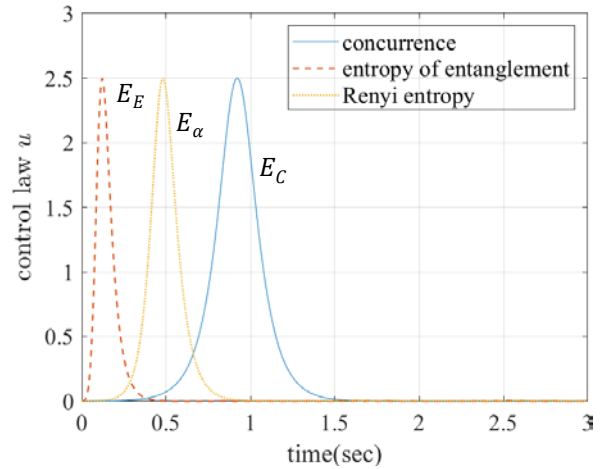 3
2.5
2
1.5
1
0.5
0
control law u
concurrence
entropy of entanglement
Renyi entropy
E_E
E_α
E_C
0 0.5 1 1.5 2 2.5 3
time(sec)